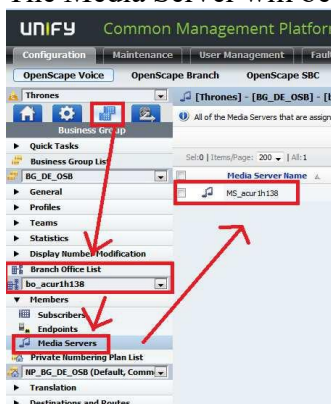 The Media Server will be
UNIFY Common Management Platfor
Configuration Maintenance User Management Fault
OpenScape Voice OpenScape Branch OpenScape SBC
Thrones
[Thrones] - [BG_DE_OSB] - [b
Business Group
All of the Media Servers that are assign
Quick Tasks
Business Group List
Sel:0 | Items/Page: 200 | All:1
BG_DE_OSB
Media Server Name
General
MS_acur1h138
Profiles
Teams
Statistics
Display Number Modification
Branch Office List
bo_acur1h138
Members
Subscribers
Endpoints
Media Servers
Private Numbering Plan List
NP_BG_DE_OSB (Default, Commo
Translation
Destinations and Routes